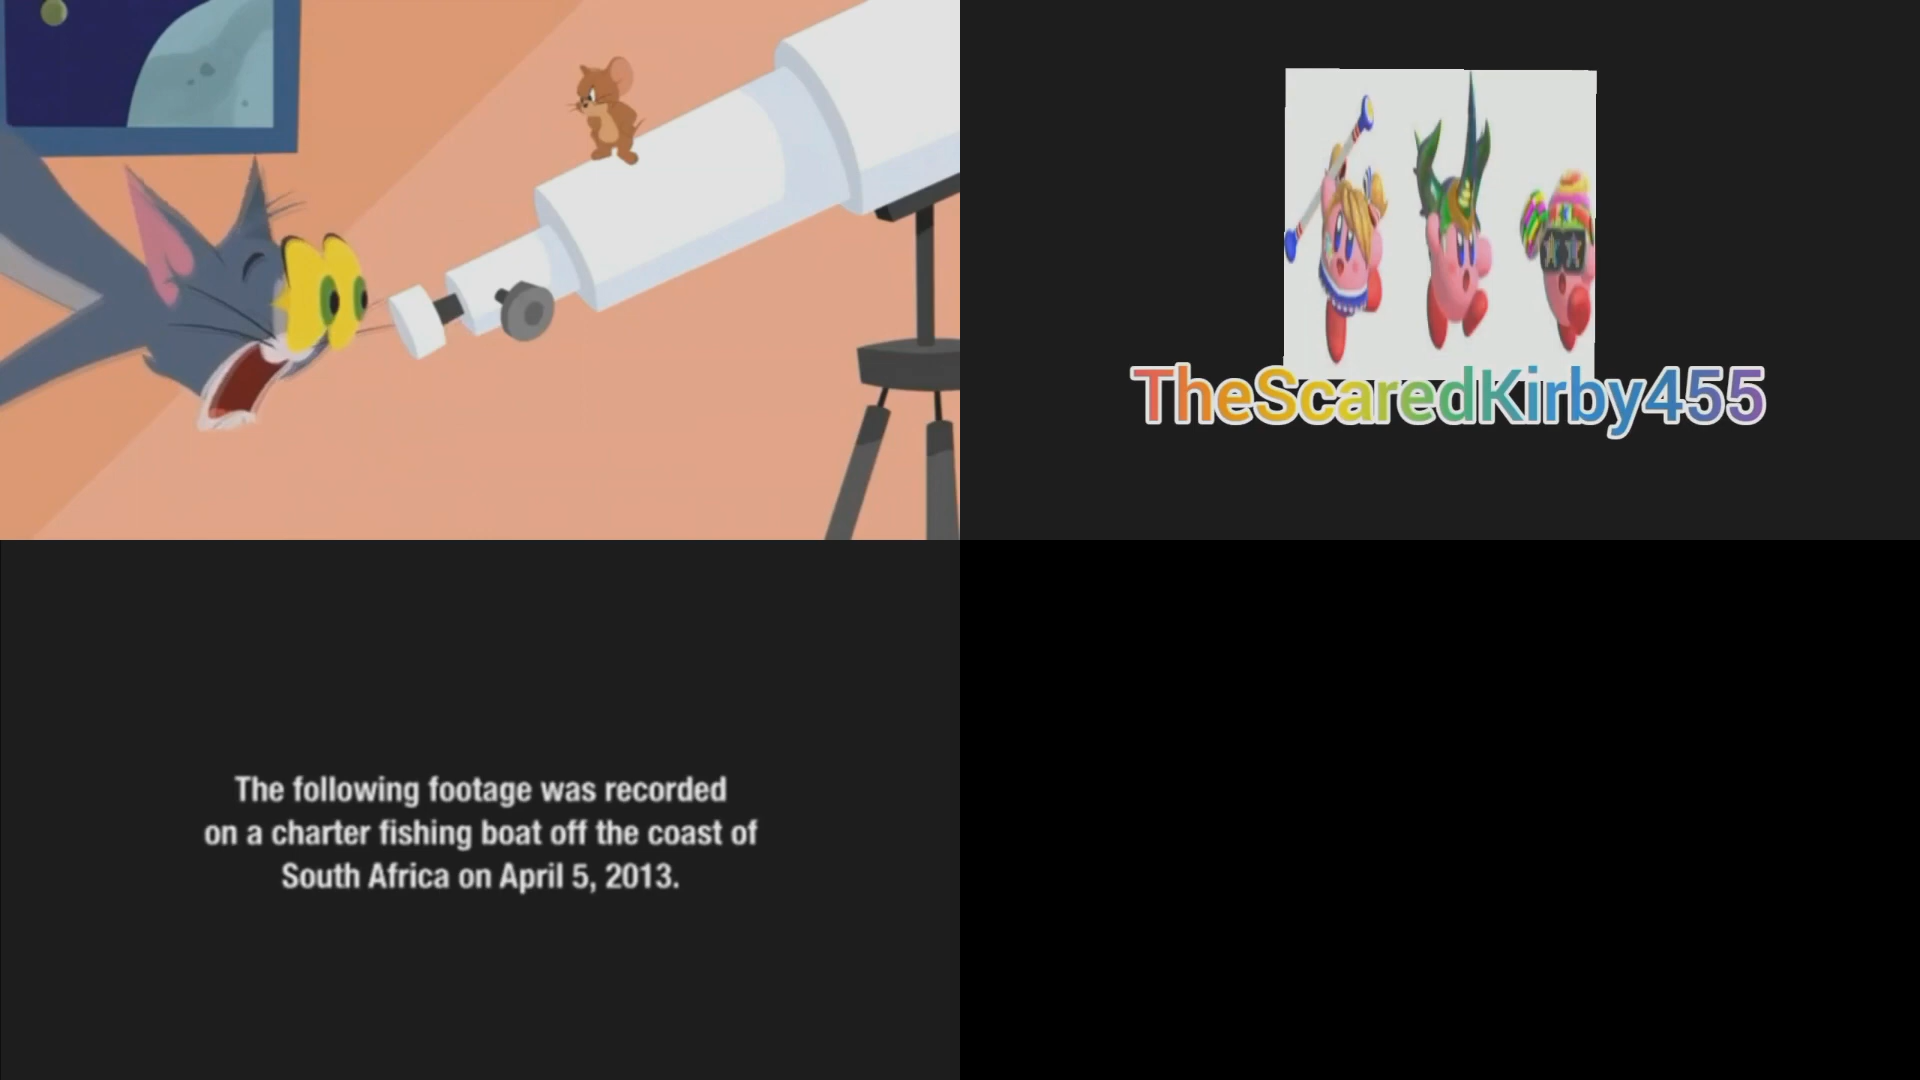 TheScaredKirby455
The following footage was recorded
on a charter fishing boat off the coast of
South Africa on April 5, 2013.